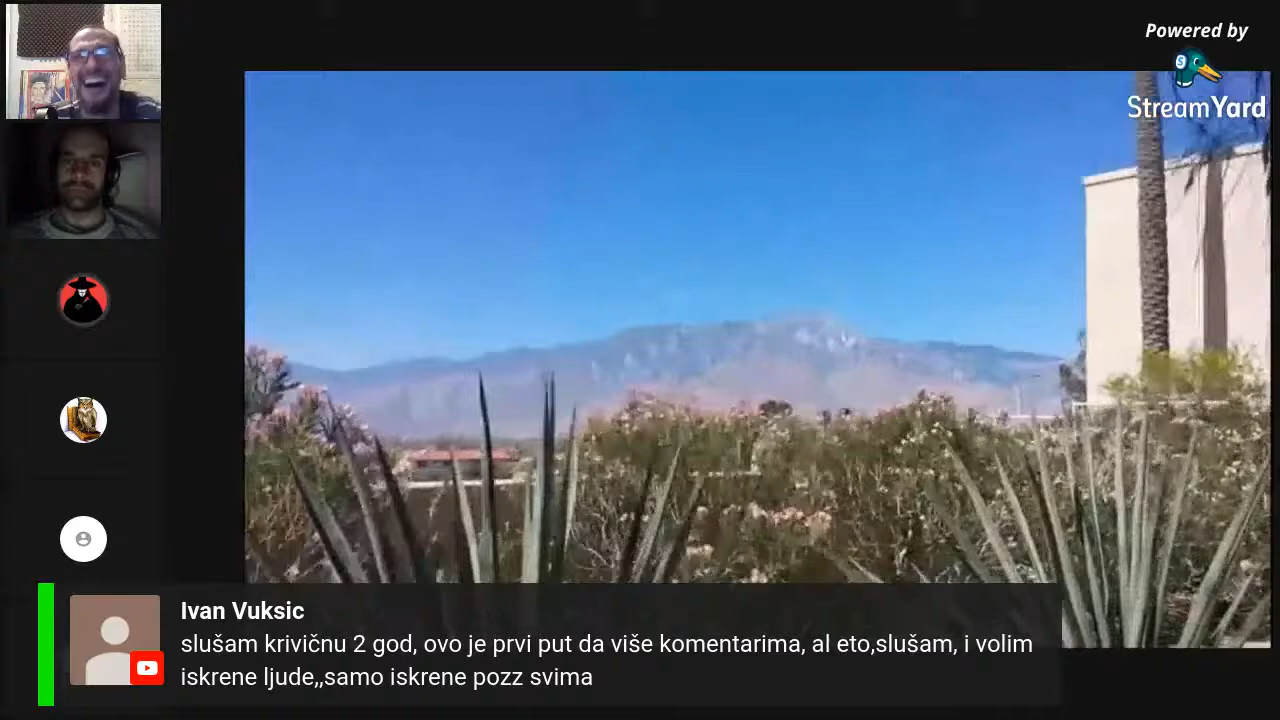 Powered by
StreamYard
Ivan Vuksic
slušam krivičnu 2 god, ovo je prvi put da više komentarima, al eto,slušam, i volim
iskrene ljude,,samo iskrene pozz svima